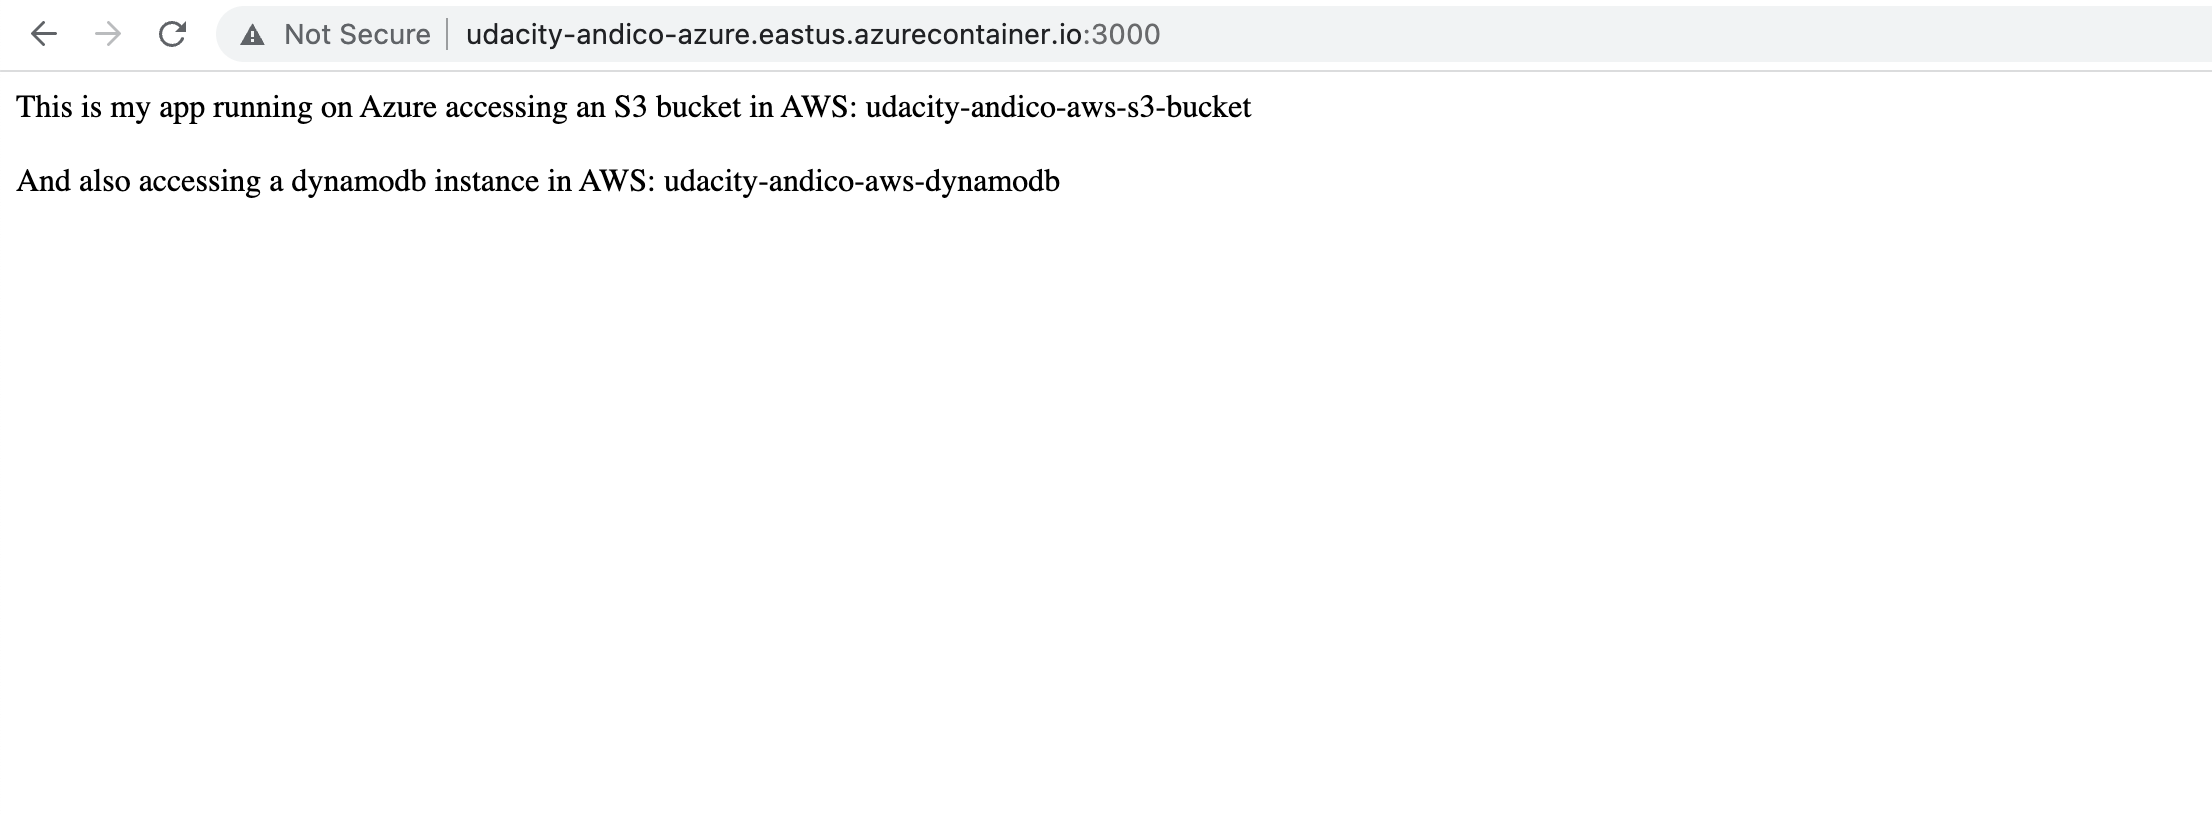 Not Secure udacity-andico-azure.eastus.azurecontainer.io:3000
This is my app running on Azure accessing an S3 bucket in AWS: udacity-andico-aws-s3-bucket
And also accessing a dynamodb instance in AWS: udacity-andico-aws-dynamodb